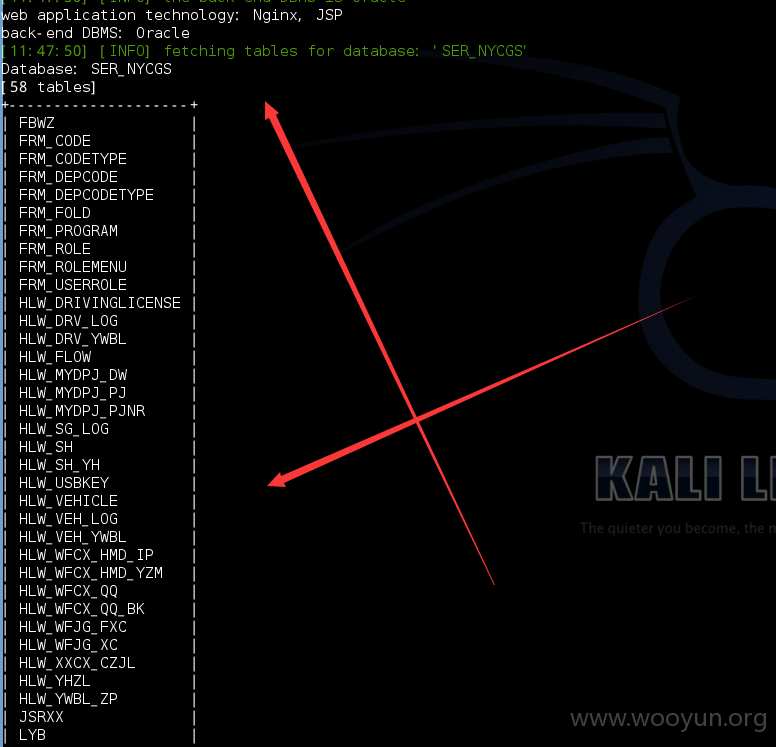 web application technology: Nginx, JSP
back-end DBMS: Oracle
[11:47:50] [INFO] fetching tables for database: 'SER_NYCGS'
Database: SER_NYCGS
[58 tables]
+--------------------+
| FBWZ |
| FRM_CODE |
| FRM_CODETYPE |
| FRM_DEPCODE |
| FRM_DEPCODETYPE |
| FRM_FOLD |
| FRM_PROGRAM |
| FRM_ROLE |
| FRM_ROLEMENU |
| FRM_USERROLE |
| HLW_DRIVINGLICENSE |
| HLW_DRV_LOG |
| HLW_DRV_YWBL |
| HLW_FLOW |
| HLW_MYDPJ_DW |
| HLW_MYDPJ_PJ |
| HLW_MYDPJ_PJNR |
| HLW_SG_LOG |
| HLW_SH |
| HLW_SH_YH |
| HLW_USBKEY |
| HLW_VEHICLE |
| HLW_VEH_LOG |
| HLW_VEH_YWBL |
| HLW_WFCX_HMD_IP |
| HLW_WFCX_HMD_YZM |
| HLW_WFCX_QQ |
| HLW_WFCX_QQ_BK |
| HLW_WFJG_FXC |
| HLW_WFJG_XC |
| HLW_XXCX_CZJL |
| HLW_YHZL |
| HLW_YWBL_ZP |
| JSRXX |
| LYB |
KALI LI
The quieter you become, the m
www.wooyun.org